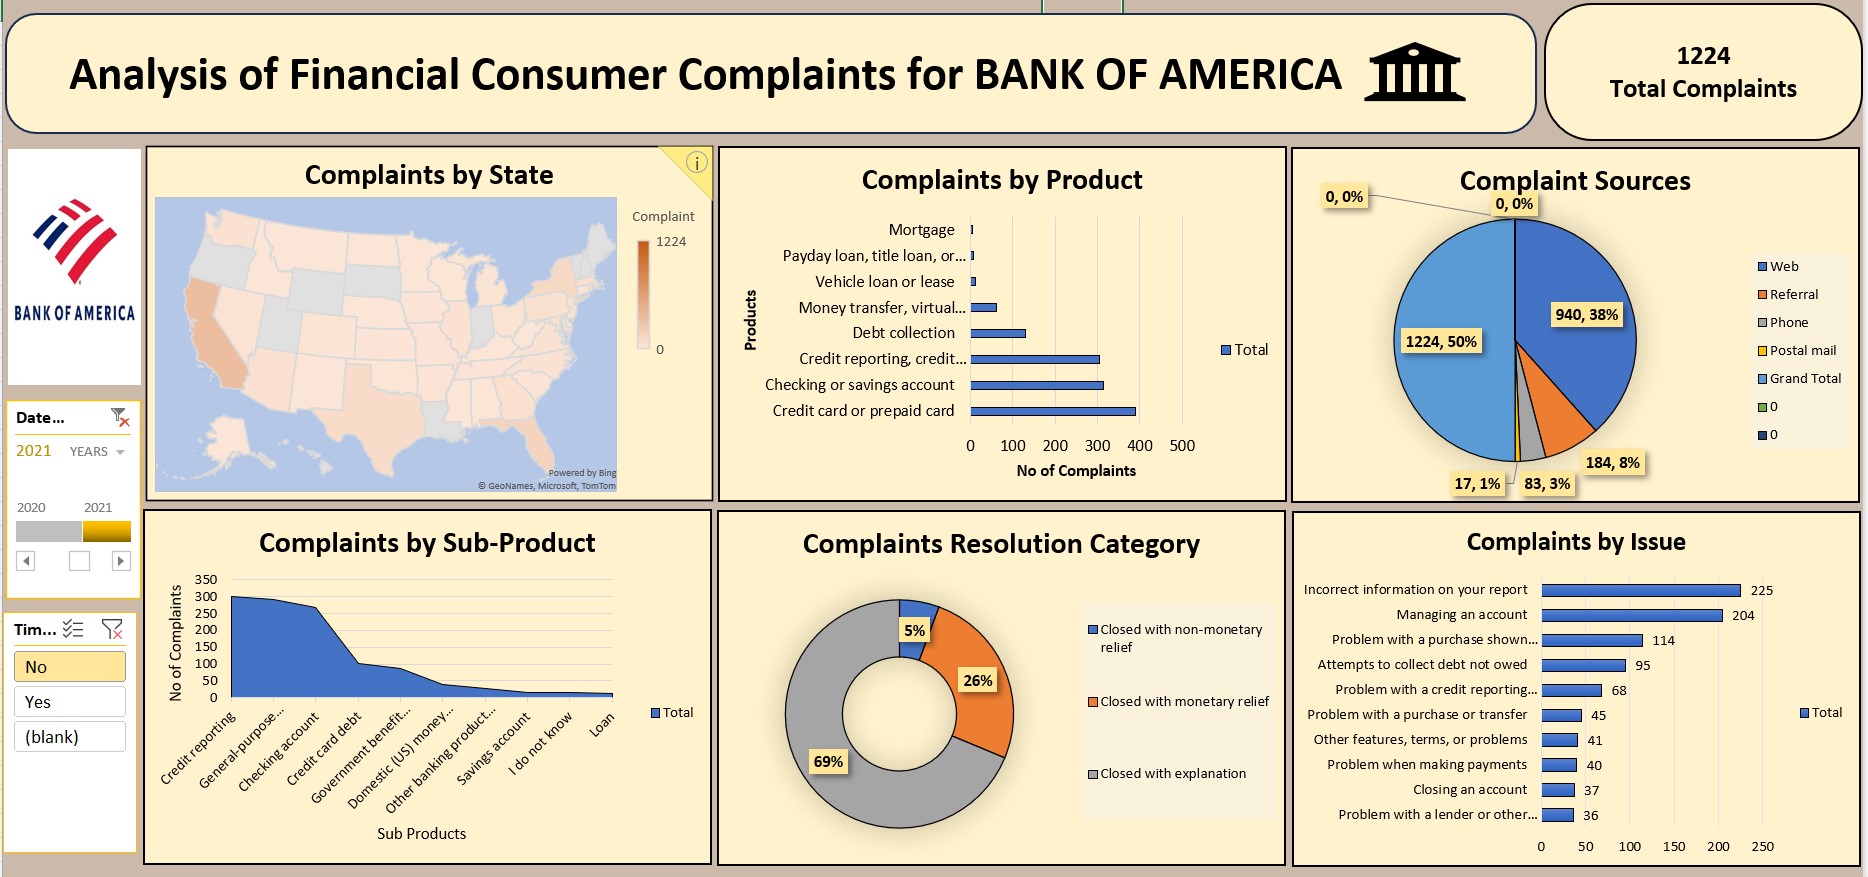 Analysis of Financial Consumer Complaints for BANK OF AMERICA
1224
Total Complaints
BANK OF AMERICA
Date...
2021 YEARS
2020 2021
Tim...
No
Yes
(blank)
Complaints by State
i
Complaint
1224
0
Powered by Bing
© GeoNames, Microsoft, TomTom
Complaints by Product
Products
Mortgage
Payday loan, title loan, or...
Vehicle loan or lease
Money transfer, virtual...
Debt collection
Credit reporting, credit...
Checking or savings account
Credit card or prepaid card
0 100 200 300 400 500
No of Complaints
Total
Complaint Sources
0, 0%
0, 0%
940, 38%
1224, 50%
184, 8%
17, 1%
83, 3%
Web
Referral
Phone
Postal mail
Grand Total
0
0
Complaints by Sub-Product
No of Complaints
350
300
250
200
150
100
50
0
Credit reporting
General-purpose...
Checking account
Credit card debt
Government benefit...
Domestic (US) money...
Other banking product...
Savings account
I do not know
Loan
Sub Products
Total
Complaints Resolution Category
5%
26%
69%
Closed with non-monetary
relief
Closed with monetary relief
Closed with explanation
Complaints by Issue
Incorrect information on your report 225
Managing an account 204
Problem with a purchase shown... 114
Attempts to collect debt not owed 95
Problem with a credit reporting... 68
Problem with a purchase or transfer 45
Other features, terms, or problems 41
Problem when making payments 40
Closing an account 37
Problem with a lender or other... 36
0 50 100 150 200 250
Total